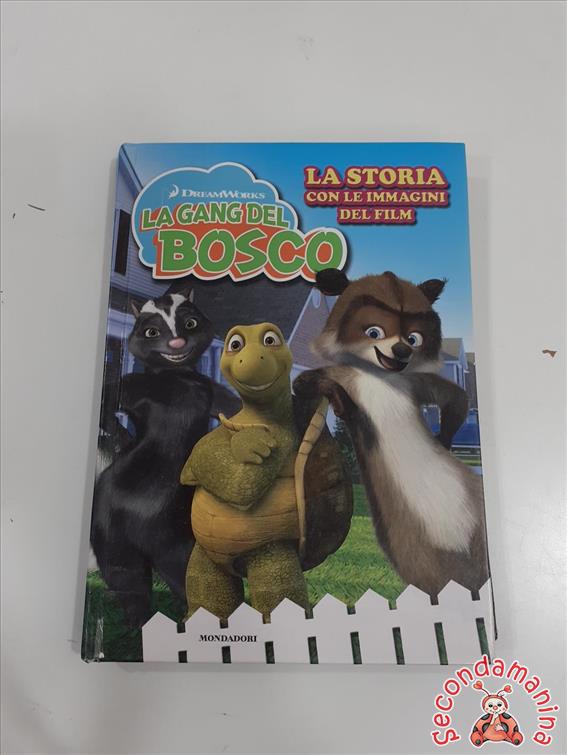 DREAMWORKS
LA GANG DEL
BOSCO
LA STORIA
CON LE IMMAGINI
DEL FILM
MONDADORI
Secondamanina